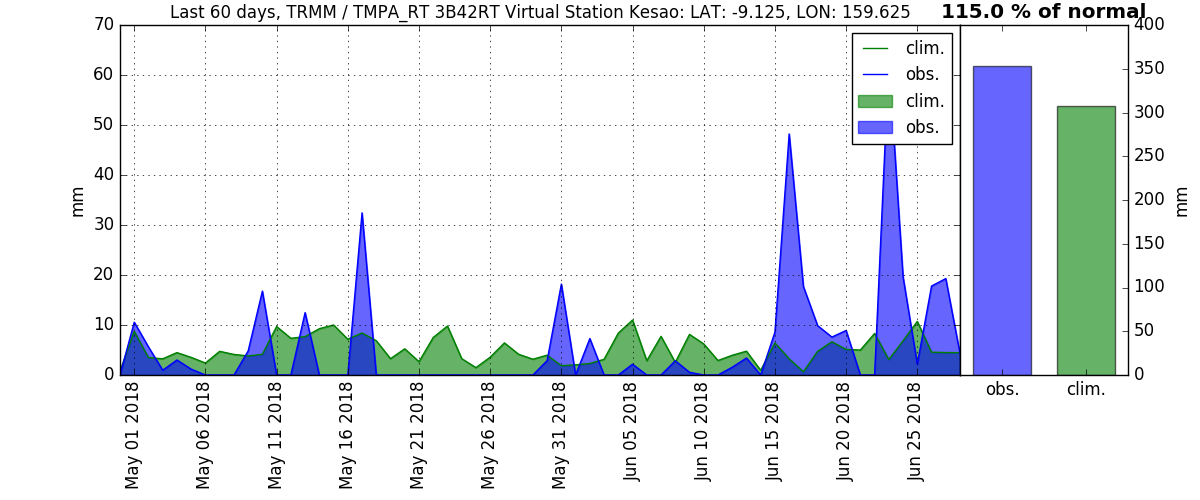 Last 60 days, TRMM / TMPA_RT 3B42RT Virtual Station Kesao: LAT: -9.125, LON: 159.625
115.0 % of normal
70
60
50
40
30
20
10
0
mm
clim.
obs.
clim.
obs.
May 01 2018
May 06 2018
May 11 2018
May 16 2018
May 21 2018
May 26 2018
May 31 2018
Jun 05 2018
Jun 10 2018
Jun 15 2018
Jun 20 2018
Jun 25 2018
400
350
300
250
200
150
100
50
0
mm
obs.
clim.